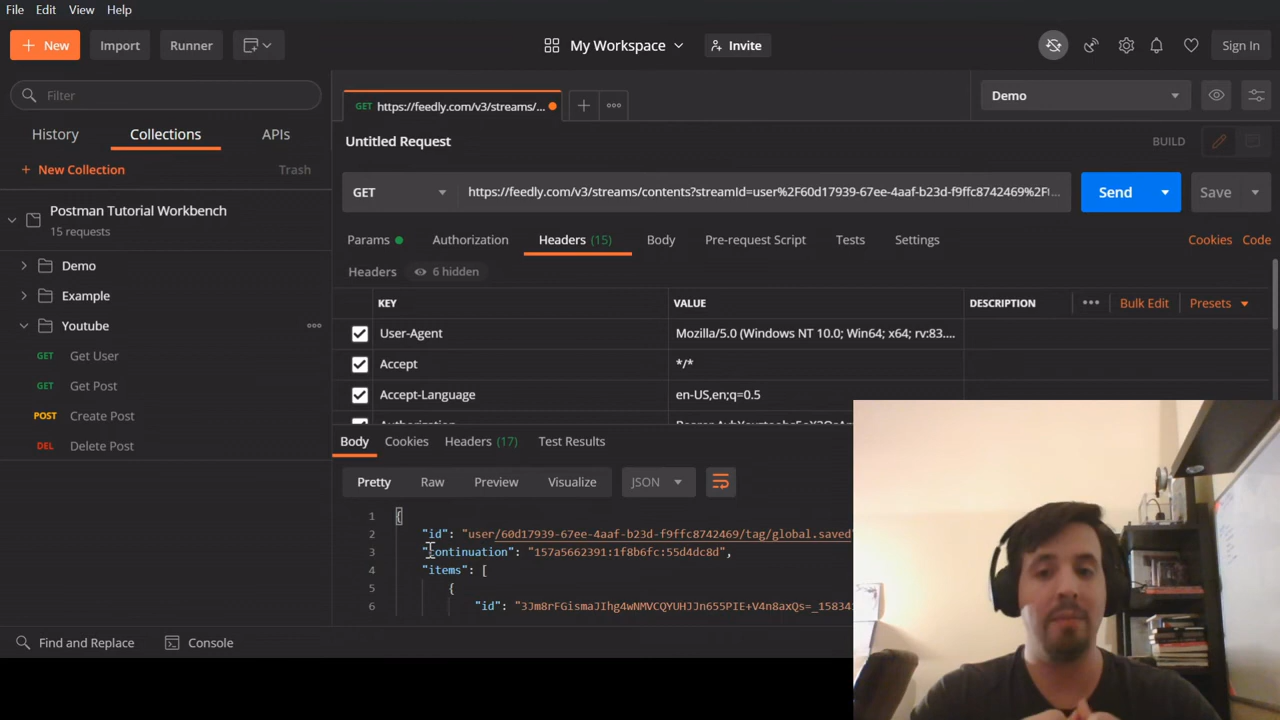 File Edit View Help
+ New Import Runner My Workspace Invite Sign In
Filter
History Collections APIs
+ New Collection Trash
Postman Tutorial Workbench
15 requests
Demo
Example
Youtube
GET Get User
GET Get Post
POST Create Post
DEL Delete Post
GET https://feedly.com/v3/streams/...
Demo
Untitled Request BUILD
GET https://feedly.com/v3/streams/contents?streamId=user%2F60d17939-67ee-4aaf-b23d-f9ffc8742469%2Ft... Send Save
Params Authorization Headers (15) Body Pre-request Script Tests Settings Cookies Code
Headers 6 hidden
KEY VALUE DESCRIPTION ••• Bulk Edit Presets
User-Agent Mozilla/5.0 (Windows NT 10.0; Win64; x64; rv:83....
Accept */*
Accept-Language en-US,en;q=0.5
Body Cookies Headers (17) Test Results
Pretty Raw Preview Visualize JSON
1 {
2 "id": "user/60d17939-67ee-4aaf-b23d-f9ffc8742469/tag/global.saved"
3 "continuation": "157a5662391:1f8b6fc:55d4dc8d",
4 "items": [
5 {
6 "id": "3Jm8rFGismaJIhg4wNMVCQYUHJJn655PIE+V4n8axQs=_15834
Find and Replace Console